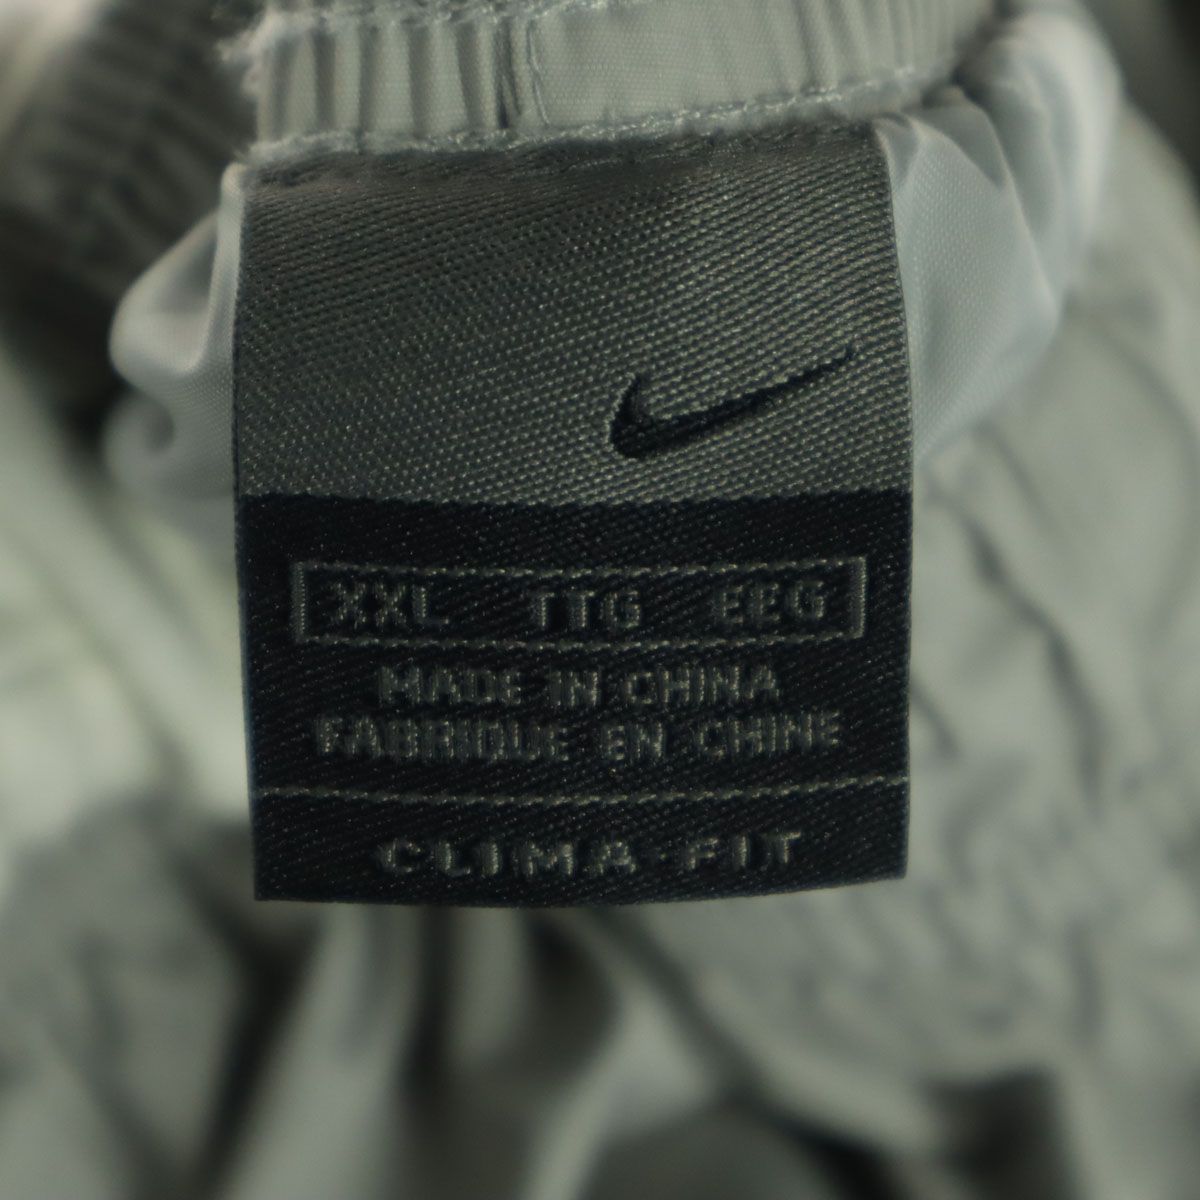 XXL TTG EEG
MADE IN CHINA
FABRIQUE EN CHINE
CLIMA-FIT